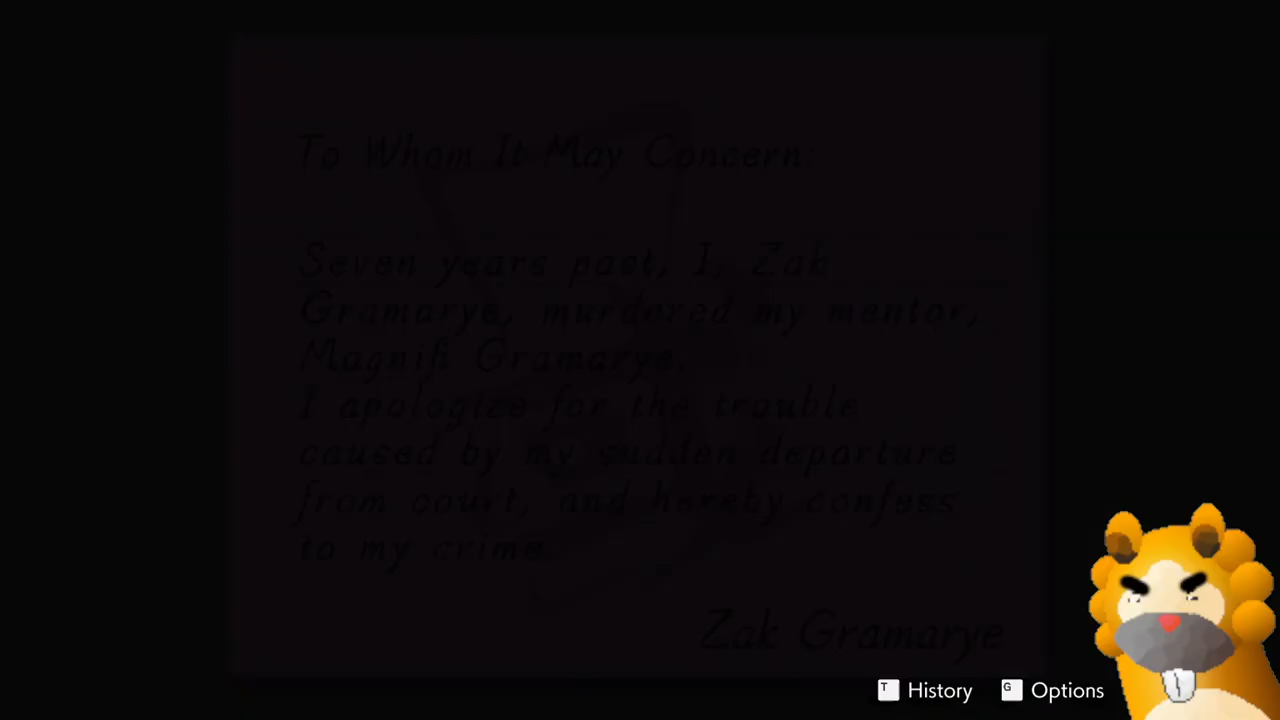 To Whom It May Concern:
Seven years past, I, Zak
Gramarye, murdered my mentor,
Magnifi Gramarye.
I apologize for the trouble
caused by my sudden departure
from court, and hereby confess
to my crime.
Zak Gramarye
T History G Options